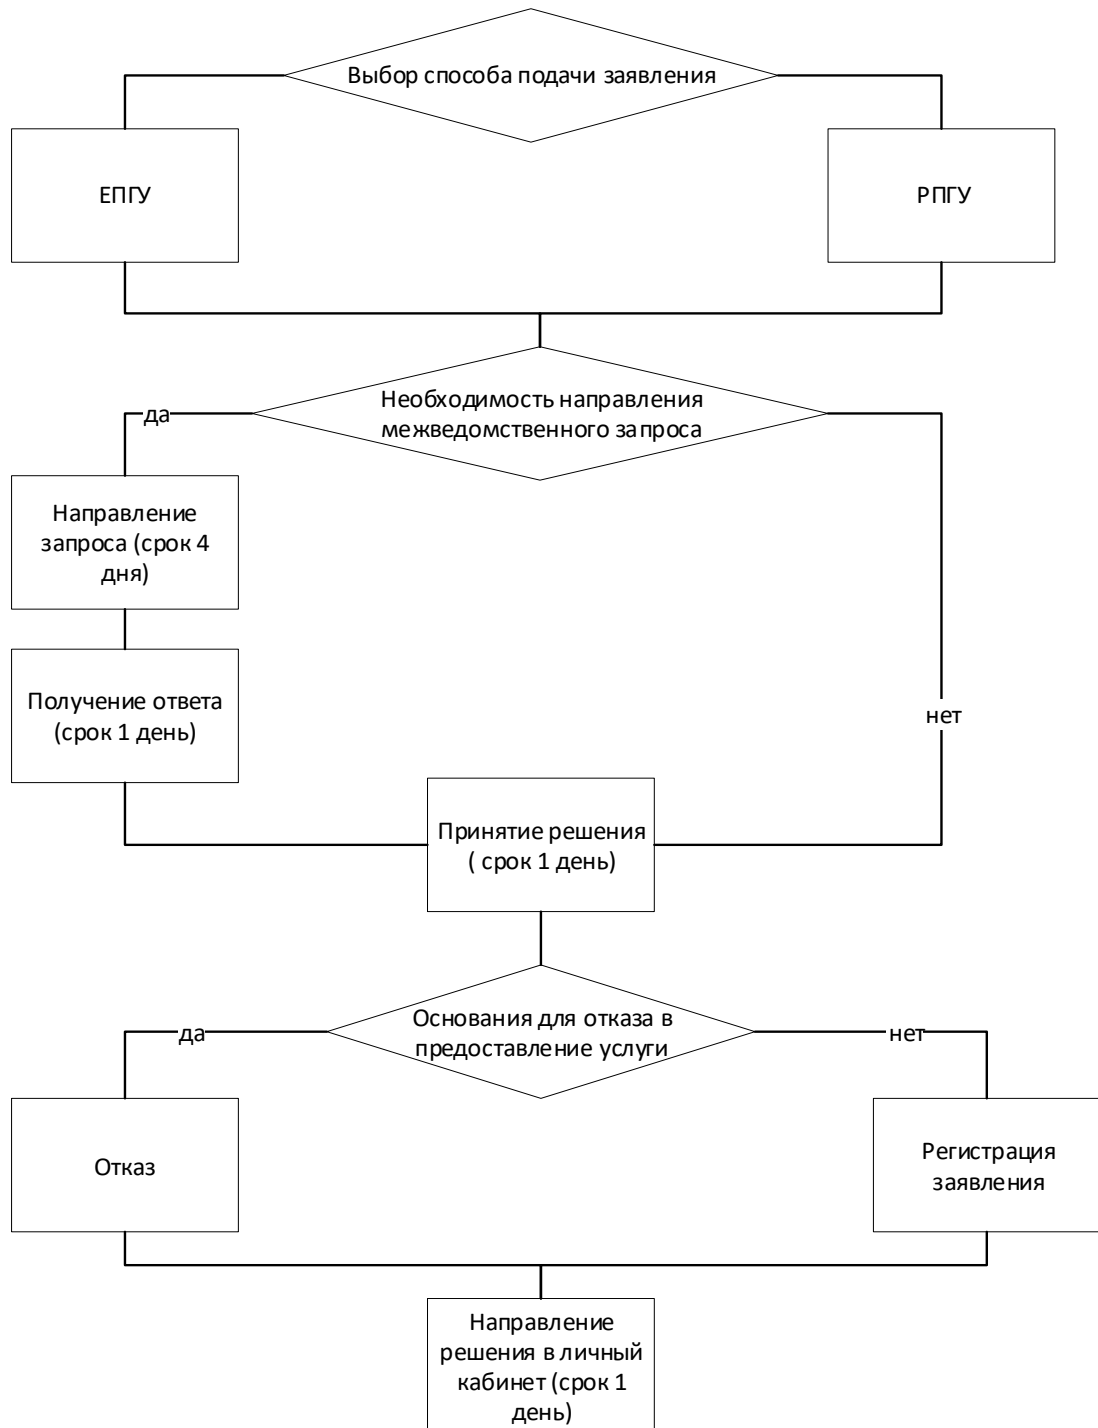 Выбор способа подачи заявления
ЕПГУ
РПГУ
Необходимость направления
межведомственного запроса
да
Направление
запроса (срок 4
дня)
Получение ответа
(срок 1 день)
нет
Принятие решения
( срок 1 день)
Основания для отказа в
предоставление услуги
да
нет
Отказ
Регистрация
заявления
Направление
решения в личный
кабинет (срок 1
день)